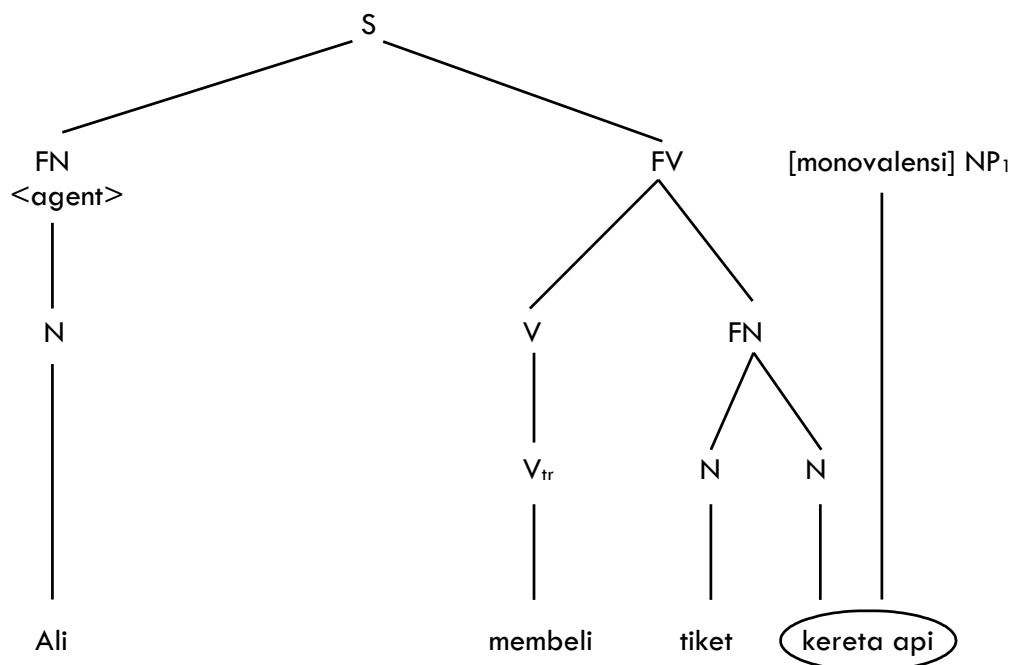 S
FN FV [monovalensi] NP₁
<agent>
N V FN
Vtr N N
Ali membeli tiket kereta api